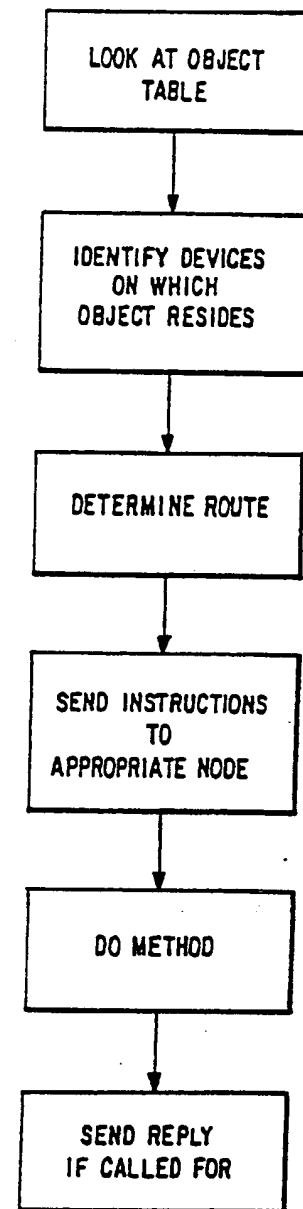 LOOK AT OBJECT
TABLE
IDENTIFY DEVICES
ON WHICH
OBJECT RESIDES
DETERMINE ROUTE
SEND INSTRUCTIONS
TO
APPROPRIATE NODE
DO METHOD
SEND REPLY
IF CALLED FOR